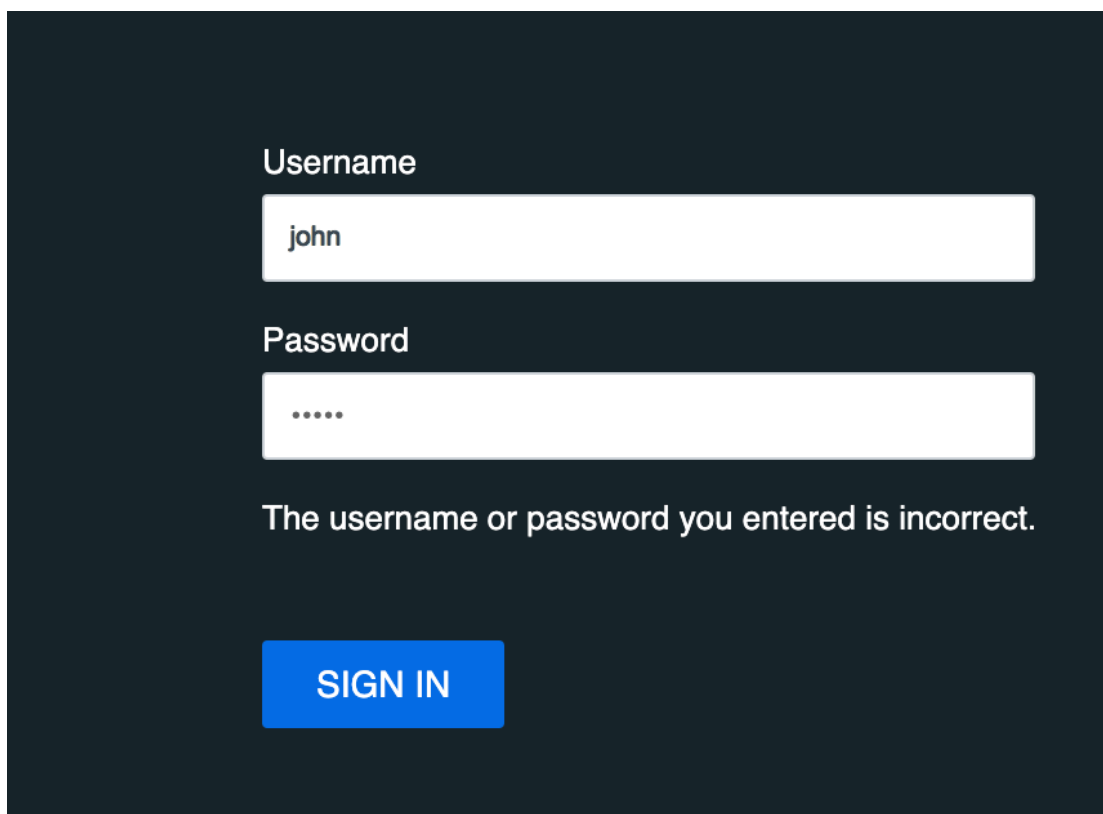 Username
john
Password
•••••
The username or password you entered is incorrect.
SIGN IN